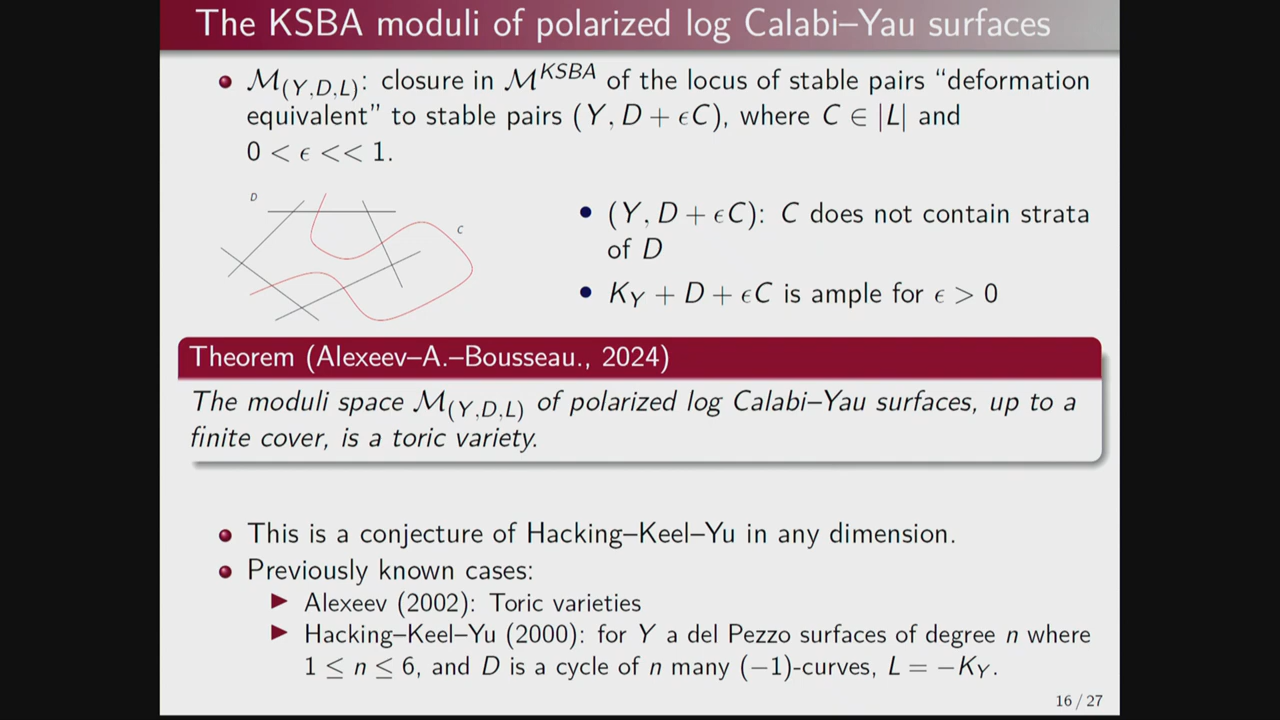 The KSBA moduli of polarized log Calabi–Yau surfaces
• ℳ(Y,D,L): closure in ℳ^KSBA of the locus of stable pairs “deformation
equivalent” to stable pairs (Y, D + ϵC), where C ∈ |L| and
0 < ϵ << 1.
D
C
• (Y, D + ϵC): C does not contain strata
of D
• K_Y + D + ϵC is ample for ϵ > 0
Theorem (Alexeev–A.–Bousseau., 2024)
The moduli space ℳ(Y,D,L) of polarized log Calabi–Yau surfaces, up to a
finite cover, is a toric variety.
• This is a conjecture of Hacking–Keel–Yu in any dimension.
• Previously known cases:
▶ Alexeev (2002): Toric varieties
▶ Hacking–Keel–Yu (2000): for Y a del Pezzo surfaces of degree n where
1 ≤ n ≤ 6, and D is a cycle of n many (−1)-curves, L = −K_Y.
16 / 27